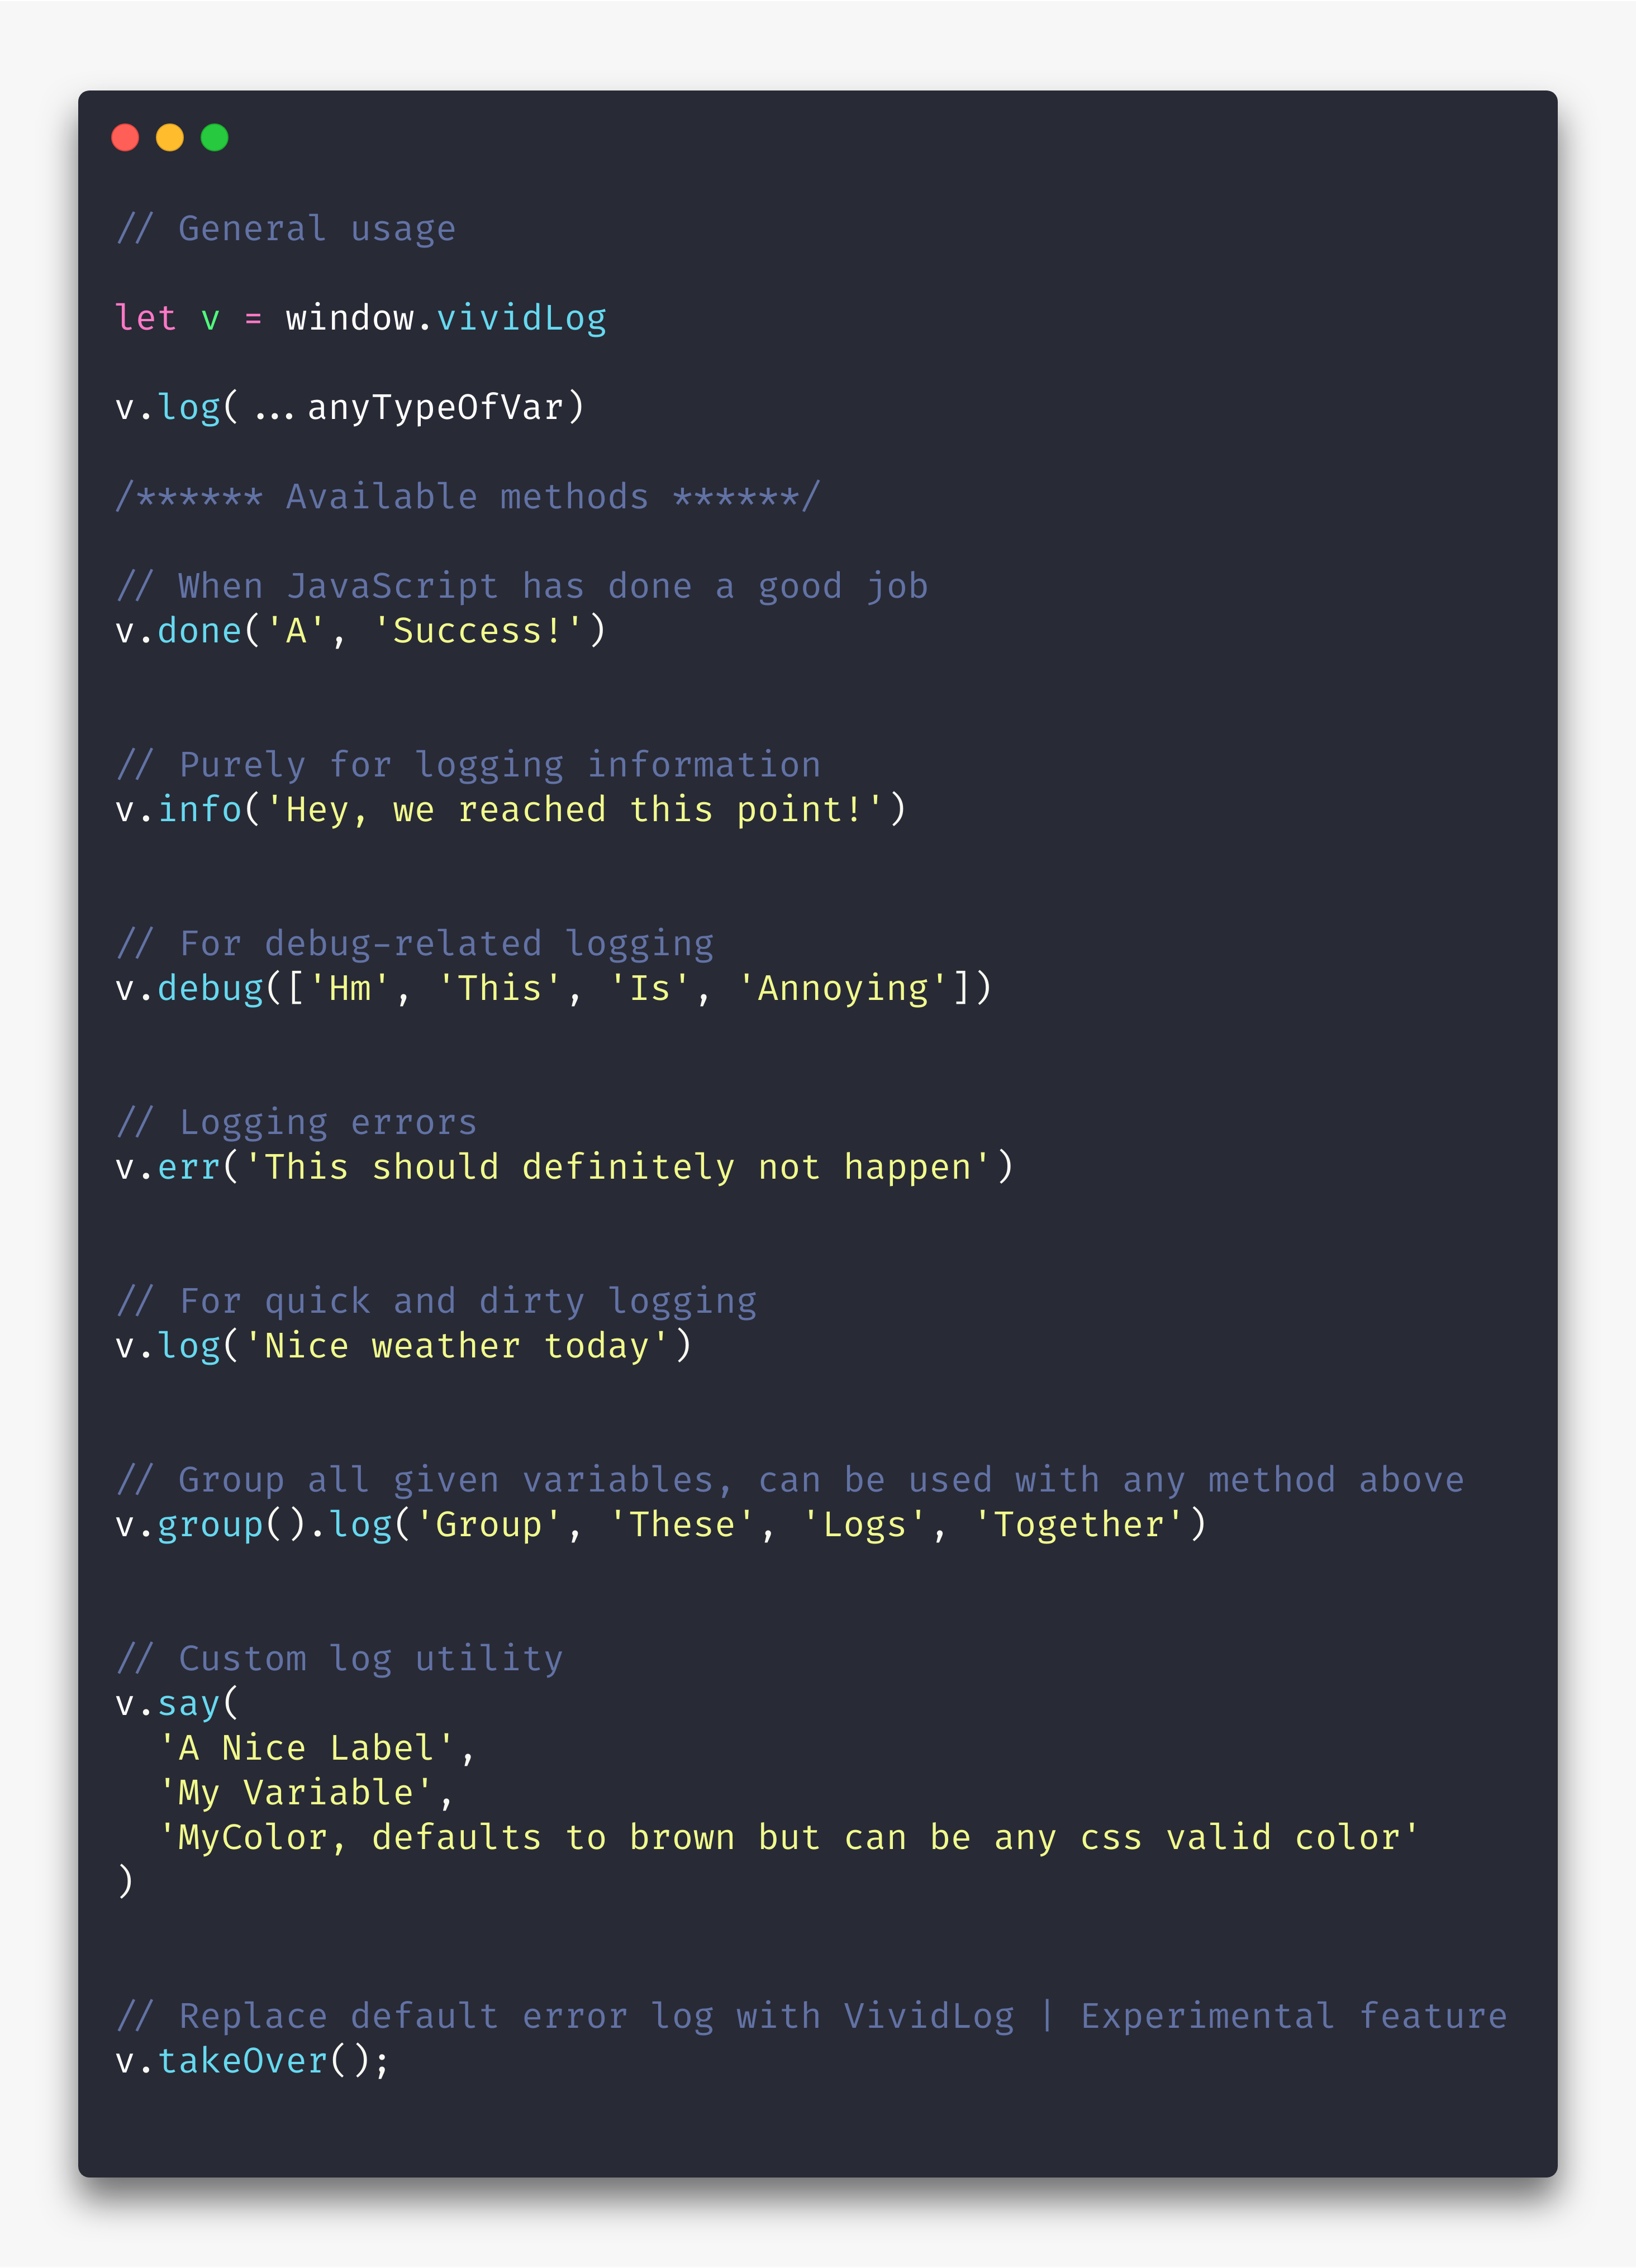 // General usage
let v = window.vividLog
v.log(...anyTypeOfVar)
/****** Available methods ******/
// When JavaScript has done a good job
v.done('A', 'Success!')
// Purely for logging information
v.info('Hey, we reached this point!')
// For debug-related logging
v.debug(['Hm', 'This', 'Is', 'Annoying'])
// Logging errors
v.err('This should definitely not happen')
// For quick and dirty logging
v.log('Nice weather today')
// Group all given variables, can be used with any method above
v.group().log('Group', 'These', 'Logs', 'Together')
// Custom log utility
v.say(
  'A Nice Label',
  'My Variable',
  'MyColor, defaults to brown but can be any css valid color'
)
// Replace default error log with VividLog | Experimental feature
v.takeOver();